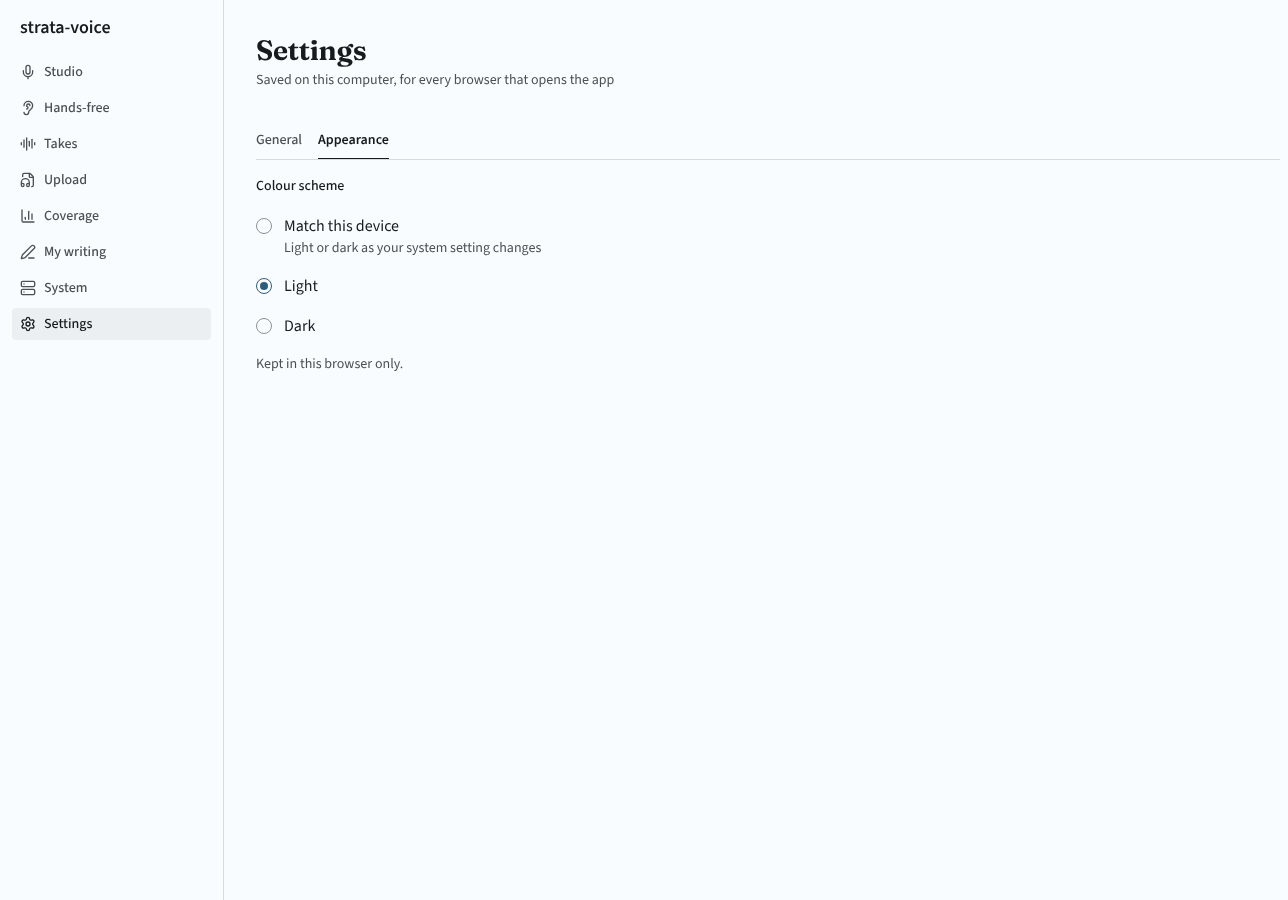 strata-voice
Studio
Hands-free
Takes
Upload
Coverage
My writing
System
Settings
Settings
Saved on this computer, for every browser that opens the app
General
Appearance
Colour scheme
Match this device
Light or dark as your system setting changes
Light
Dark
Kept in this browser only.